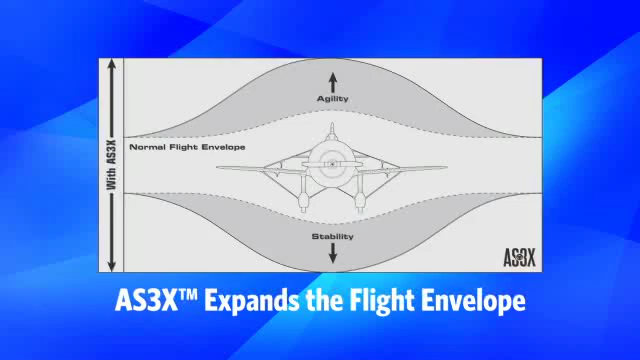 Agility
Normal Flight Envelope
With AS3X
Stability
AS3X
AS3X™ Expands the Flight Envelope